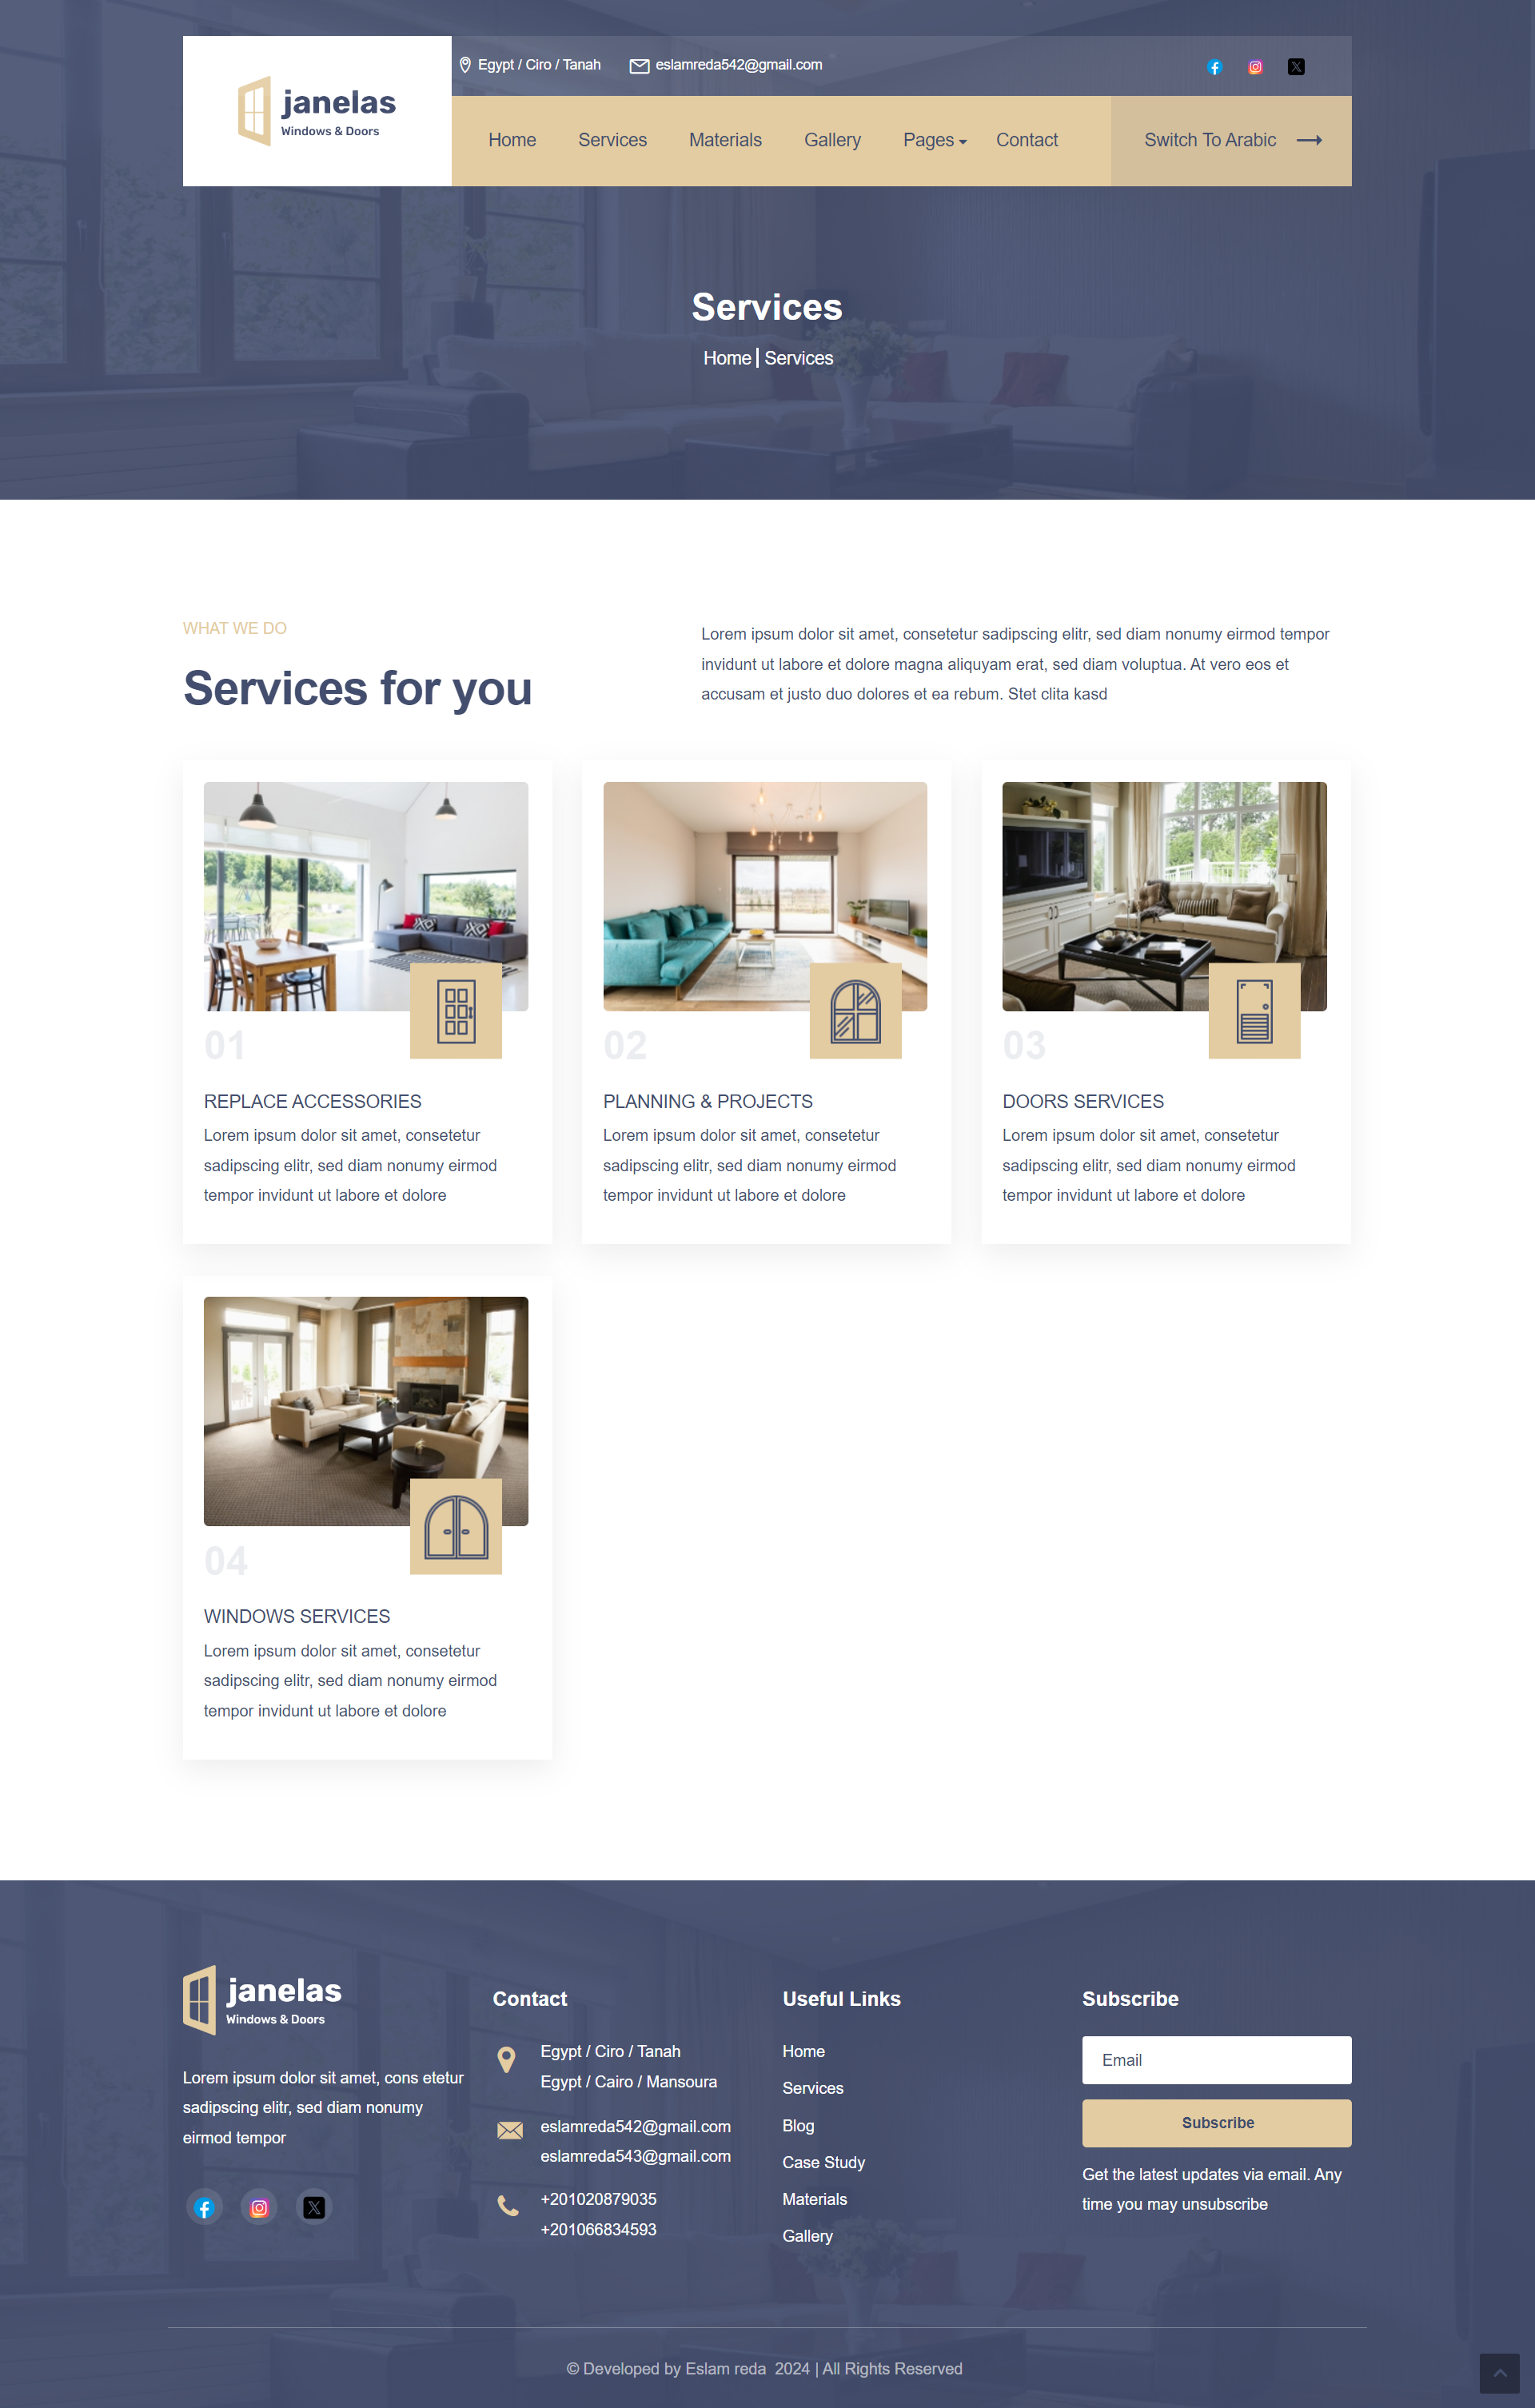 janelas
Windows & Doors
Egypt / Ciro / Tanah
eslamreda542@gmail.com
Home
Services
Materials
Gallery
Pages
Contact
Switch To Arabic
Services
Home | Services
WHAT WE DO
Services for you
Lorem ipsum dolor sit amet, consetetur sadipscing elitr, sed diam nonumy eirmod tempor
invidunt ut labore et dolore magna aliquyam erat, sed diam voluptua. At vero eos et
accusam et justo duo dolores et ea rebum. Stet clita kasd
01
REPLACE ACCESSORIES
Lorem ipsum dolor sit amet, consetetur
sadipscing elitr, sed diam nonumy eirmod
tempor invidunt ut labore et dolore
02
PLANNING & PROJECTS
Lorem ipsum dolor sit amet, consetetur
sadipscing elitr, sed diam nonumy eirmod
tempor invidunt ut labore et dolore
03
DOORS SERVICES
Lorem ipsum dolor sit amet, consetetur
sadipscing elitr, sed diam nonumy eirmod
tempor invidunt ut labore et dolore
04
WINDOWS SERVICES
Lorem ipsum dolor sit amet, consetetur
sadipscing elitr, sed diam nonumy eirmod
tempor invidunt ut labore et dolore
janelas
Windows & Doors
Lorem ipsum dolor sit amet, cons etetur
sadipscing elitr, sed diam nonumy
eirmod tempor
Contact
Egypt / Ciro / Tanah
Egypt / Cairo / Mansoura
eslamreda542@gmail.com
eslamreda543@gmail.com
+201020879035
+201066834593
Useful Links
Home
Services
Blog
Case Study
Materials
Gallery
Subscribe
Email
Subscribe
Get the latest updates via email. Any
time you may unsubscribe
© Developed by Eslam reda 2024 | All Rights Reserved